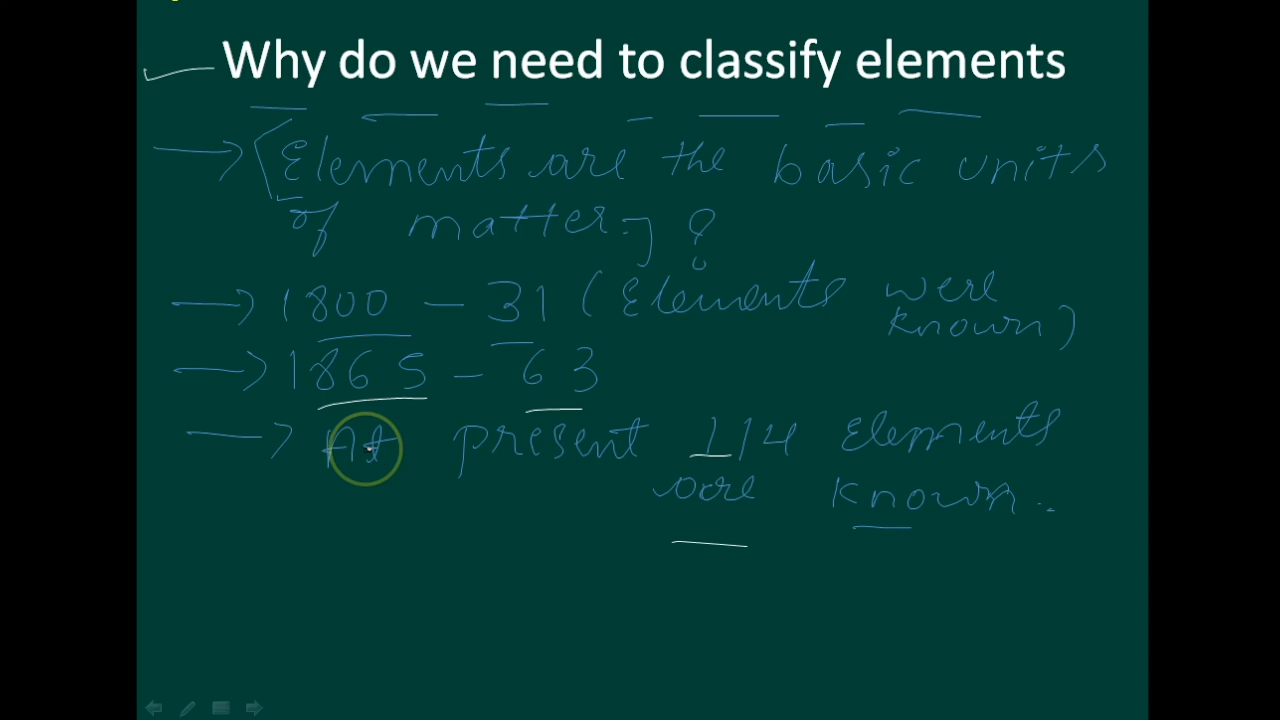 Why do we need to classify elements
→ [Elements are the basic units
of matter.] ?
→ 1800 – 31 (Elements were
known)
→ 1865 – 63
→ At present 114 elements
are known.